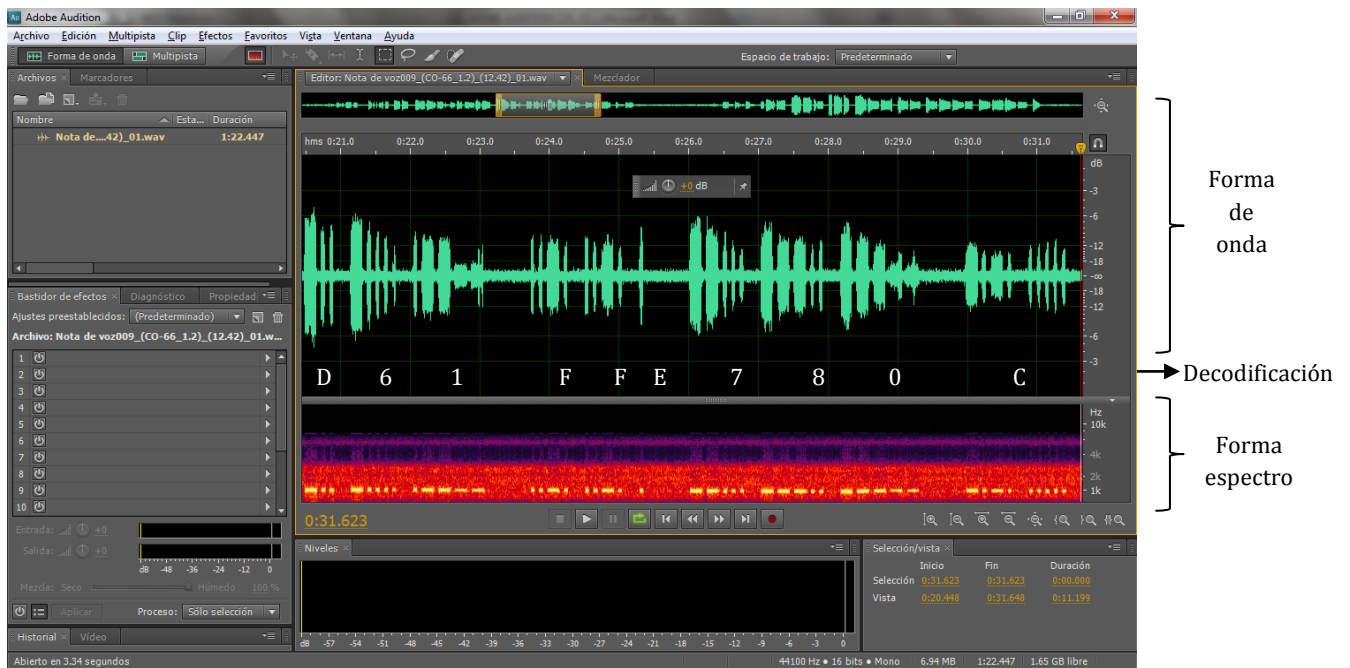 Adobe Audition
Archivo Edición Multipista Clip Efectos Favoritos Vista Ventana Ayuda
Forma de onda Multipista
Espacio de trabajo: Predeterminado
Archivos Marcadores
Nombre Esta... Duración
Nota de....42)_01.wav 1:22.447
Editor: Nota de voz009_(CO-66_1.2)_(12.42)_01.wav Mezclador
hms 0:21.0 0:22.0 0:23.0 0:24.0 0:25.0 0:26.0 0:27.0 0:28.0 0:29.0 0:30.0 0:31.0
dB
+0 dB
-3
-6
-12
-18
-∞
-18
-12
-6
-3
D 6 1 F F E 7 8 0 C
Hz
10k
4k
2k
1k
0:31.623
Forma
de
onda
Decodificación
Forma
espectro
Bastidor de efectos Diagnóstico Propiedad
Ajustes preestablecidos: (Predeterminado)
Archivo: Nota de voz009_(CO-66_1.2)_(12.42)_01.w...
1
2
3
4
5
6
7
8
9
10
Entrada: +0
Salida: +0
dB -48 -36 -24 -12 0
Mezcla: Seco Húmedo 100 %
Aplicar Proceso: Sólo selección
Historial Vídeo
Niveles
dB -57 -54 -51 -48 -45 -42 -39 -36 -33 -30 -27 -24 -21 -18 -15 -12 -9 -6 -3 0
Selección/vista
Inicio Fin Duración
Selección 0:31.623 0:31.623 0:00.000
Vista 0:20.448 0:31.648 0:11.199
Abierto en 3.34 segundos
44100 Hz • 16 bits • Mono 6.94 MB 1:22.447 1.65 GB libre